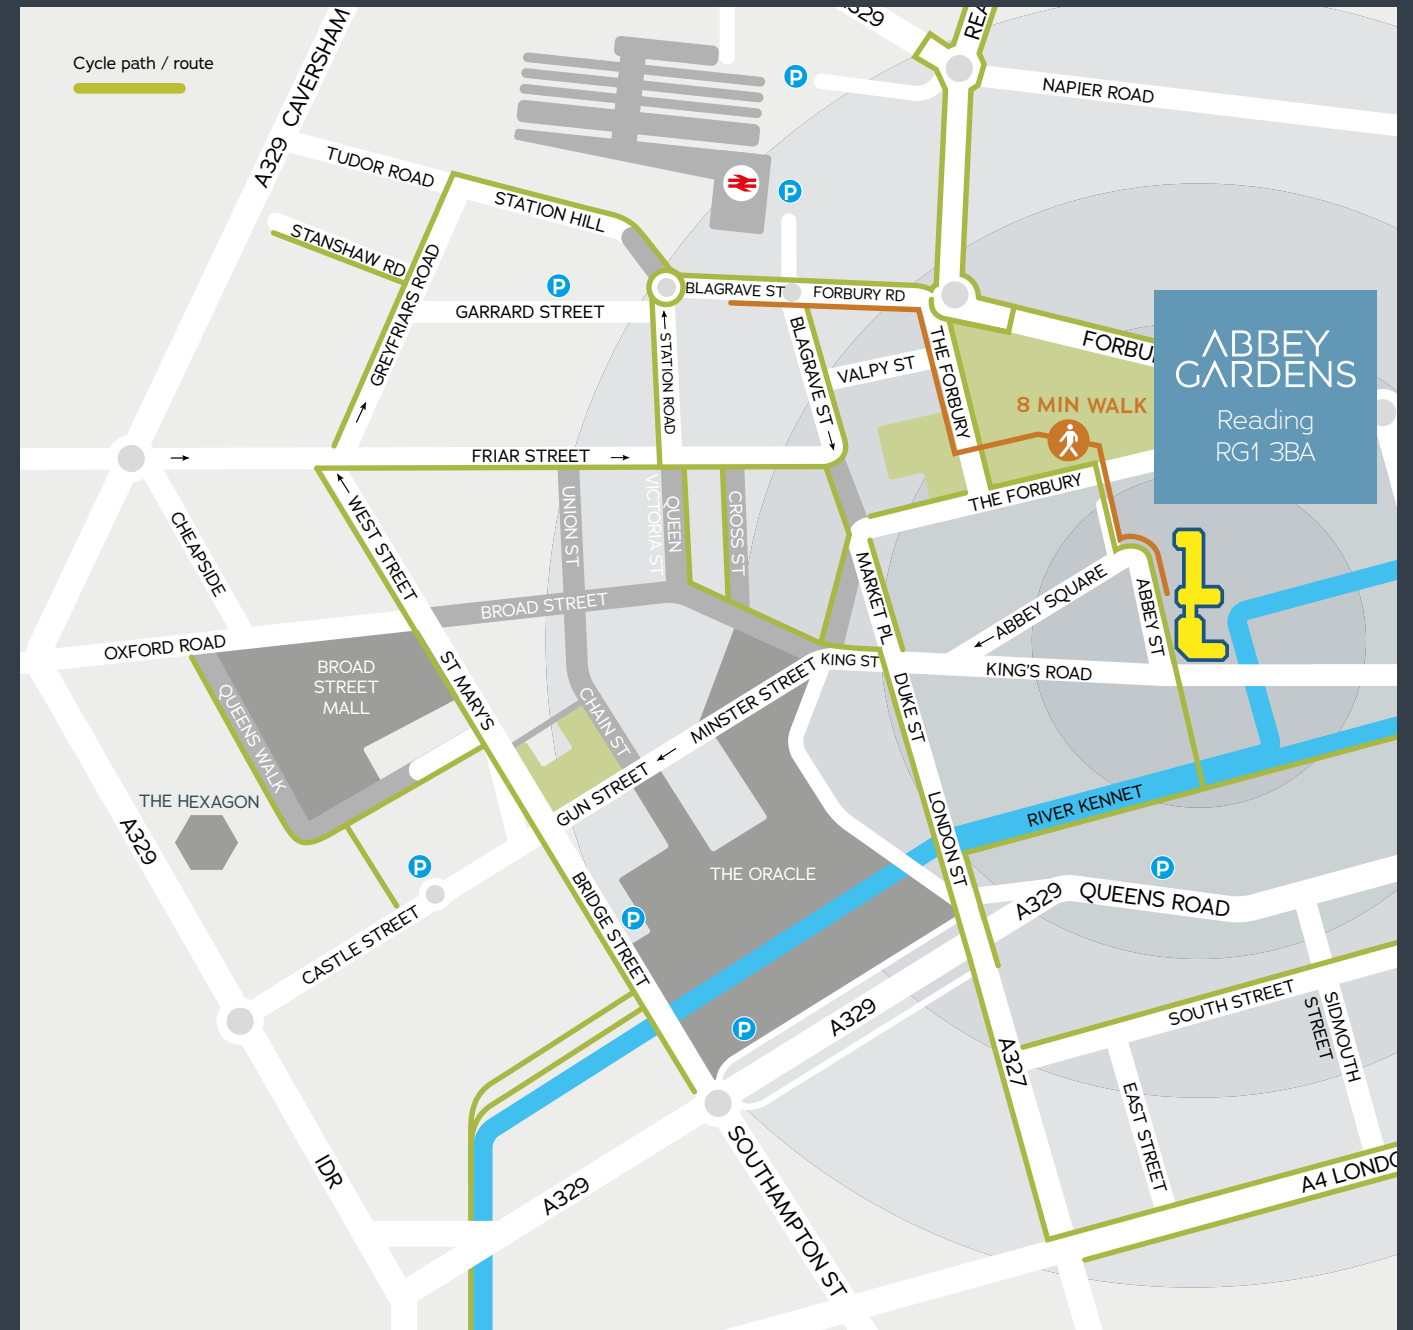 Cycle path / route
A329 CAVERSHAM
A329
REA
NAPIER ROAD
P
P
TUDOR ROAD
STATION HILL
STANSHAW RD
GREYFRIARS ROAD
P
GARRARD STREET
BLAGRAVE ST
FORBURY RD
STATION ROAD
BLAGRAVE ST
VALPY ST
THE FORBURY
FORBU
ABBEY
GARDENS
Reading
RG1 3BA
8 MIN WALK
FRIAR STREET
THE FORBURY
CHEAPSIDE
WEST STREET
UNION ST
QUEEN
VICTORIA ST
CROSS ST
MARKET PL
ABBEY SQUARE
ABBEY ST
BROAD STREET
OXFORD ROAD
BROAD
STREET
MALL
ST MARY'S
KING ST
KING'S ROAD
QUEENS WALK
CHAIN ST
MINSTER STREET
DUKE ST
GUN STREET
THE HEXAGON
A329
LONDON ST
RIVER KENNET
P
THE ORACLE
P
A329
QUEENS ROAD
BRIDGE STREET
P
CASTLE STREET
P
A329
SOUTH STREET
SIDMOUTH
STREET
A327
EAST STREET
IDR
A329
SOUTHAMPTON ST
A4 LONDO